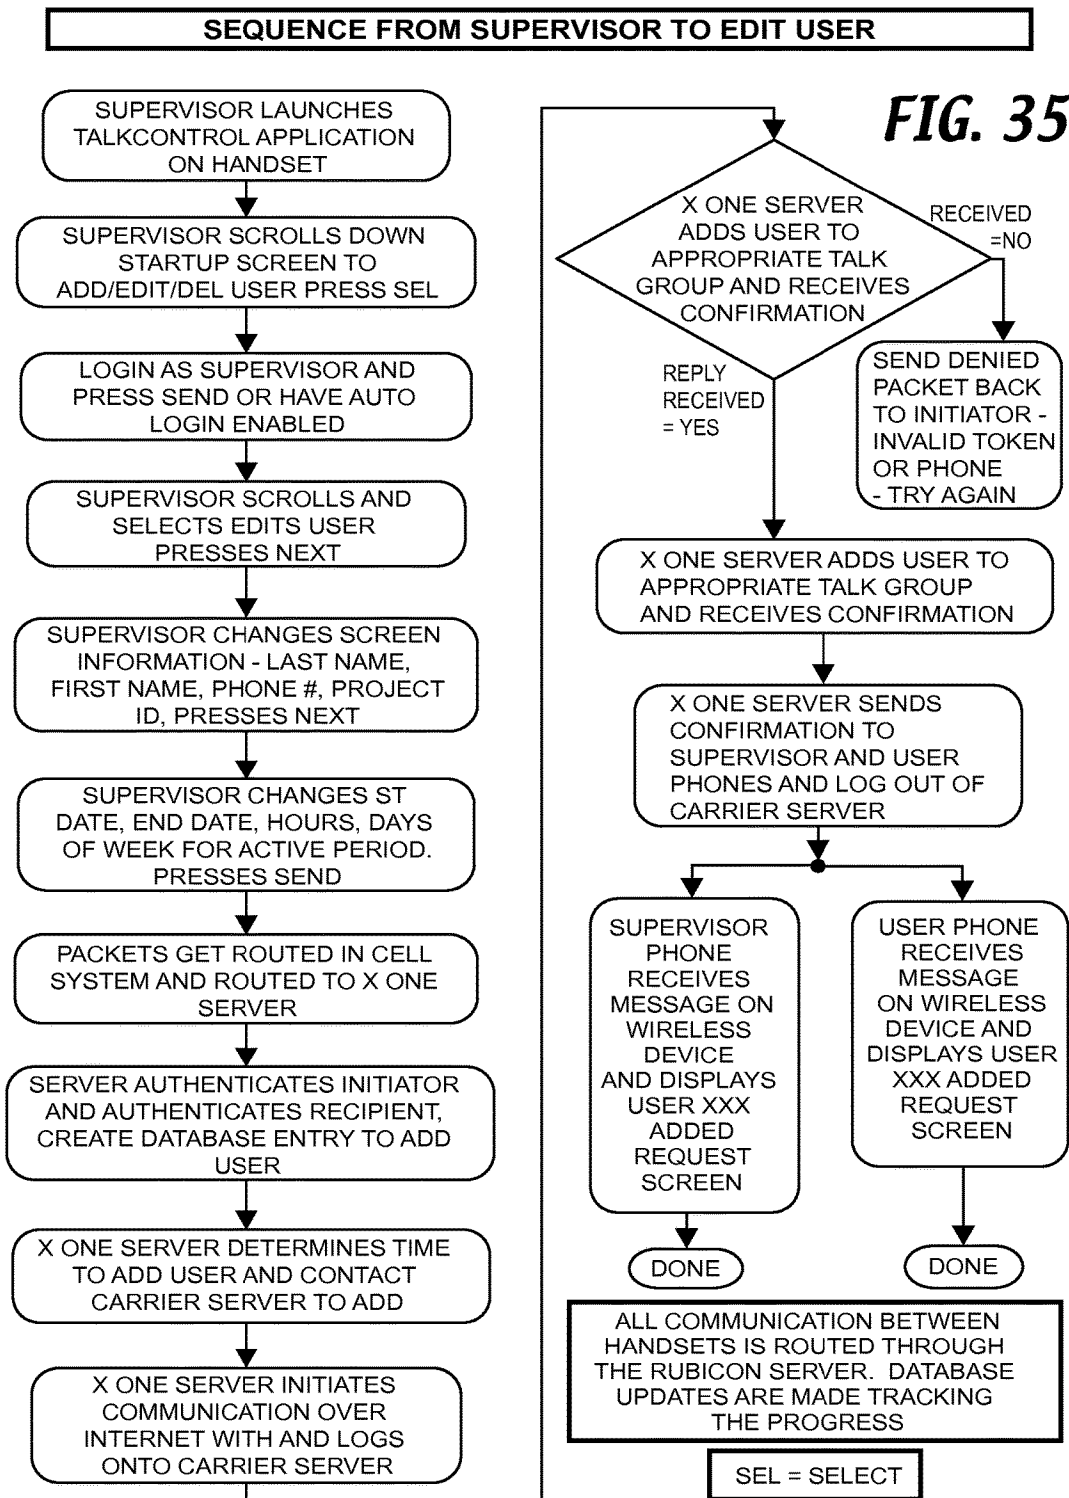 SEQUENCE FROM SUPERVISOR TO EDIT USER
FIG. 35
SUPERVISOR LAUNCHES
TALKCONTROL APPLICATION
ON HANDSET
SUPERVISOR SCROLLS DOWN
STARTUP SCREEN TO
ADD/EDIT/DEL USER PRESS SEL
LOGIN AS SUPERVISOR AND
PRESS SEND OR HAVE AUTO
LOGIN ENABLED
SUPERVISOR SCROLLS AND
SELECTS EDITS USER
PRESSES NEXT
SUPERVISOR CHANGES SCREEN
INFORMATION - LAST NAME,
FIRST NAME, PHONE #, PROJECT
ID, PRESSES NEXT
SUPERVISOR CHANGES ST
DATE, END DATE, HOURS, DAYS
OF WEEK FOR ACTIVE PERIOD.
PRESSES SEND
PACKETS GET ROUTED IN CELL
SYSTEM AND ROUTED TO X ONE
SERVER
SERVER AUTHENTICATES INITIATOR
AND AUTHENTICATES RECIPIENT,
CREATE DATABASE ENTRY TO ADD
USER
X ONE SERVER DETERMINES TIME
TO ADD USER AND CONTACT
CARRIER SERVER TO ADD
X ONE SERVER INITIATES
COMMUNICATION OVER
INTERNET WITH AND LOGS
ONTO CARRIER SERVER
X ONE SERVER
ADDS USER TO
APPROPRIATE TALK
GROUP AND RECEIVES
CONFIRMATION
RECEIVED
=NO
SEND DENIED
PACKET BACK
TO INITIATOR -
INVALID TOKEN
OR PHONE
- TRY AGAIN
REPLY
RECEIVED
= YES
X ONE SERVER ADDS USER TO
APPROPRIATE TALK GROUP
AND RECEIVES CONFIRMATION
X ONE SERVER SENDS
CONFIRMATION TO
SUPERVISOR AND USER
PHONES AND LOG OUT OF
CARRIER SERVER
SUPERVISOR
PHONE
RECEIVES
MESSAGE ON
WIRELESS
DEVICE
AND DISPLAYS
USER XXX
ADDED
REQUEST
SCREEN
DONE
USER PHONE
RECEIVES
MESSAGE
ON WIRELESS
DEVICE AND
DISPLAYS USER
XXX ADDED
REQUEST
SCREEN
DONE
ALL COMMUNICATION BETWEEN
HANDSETS IS ROUTED THROUGH
THE RUBICON SERVER. DATABASE
UPDATES ARE MADE TRACKING
THE PROGRESS
SEL = SELECT